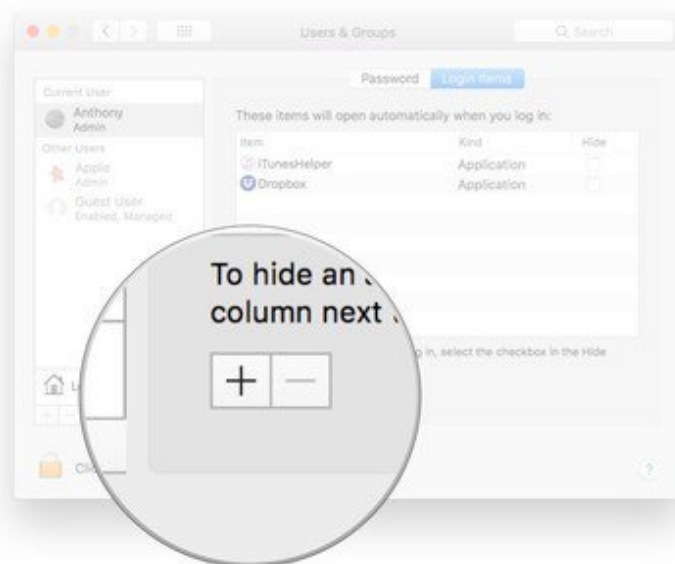 Users & Groups
Search
Password Login Items
Current User
Anthony
Admin
Other Users
Apple
Admin
Guest User
Enabled, Managed
These items will open automatically when you log in:
Item Kind Hide
iTunesHelper Application
Dropbox Application
To hide an
column next
in, select the checkbox in the Hide
+ −
L
Cli
?